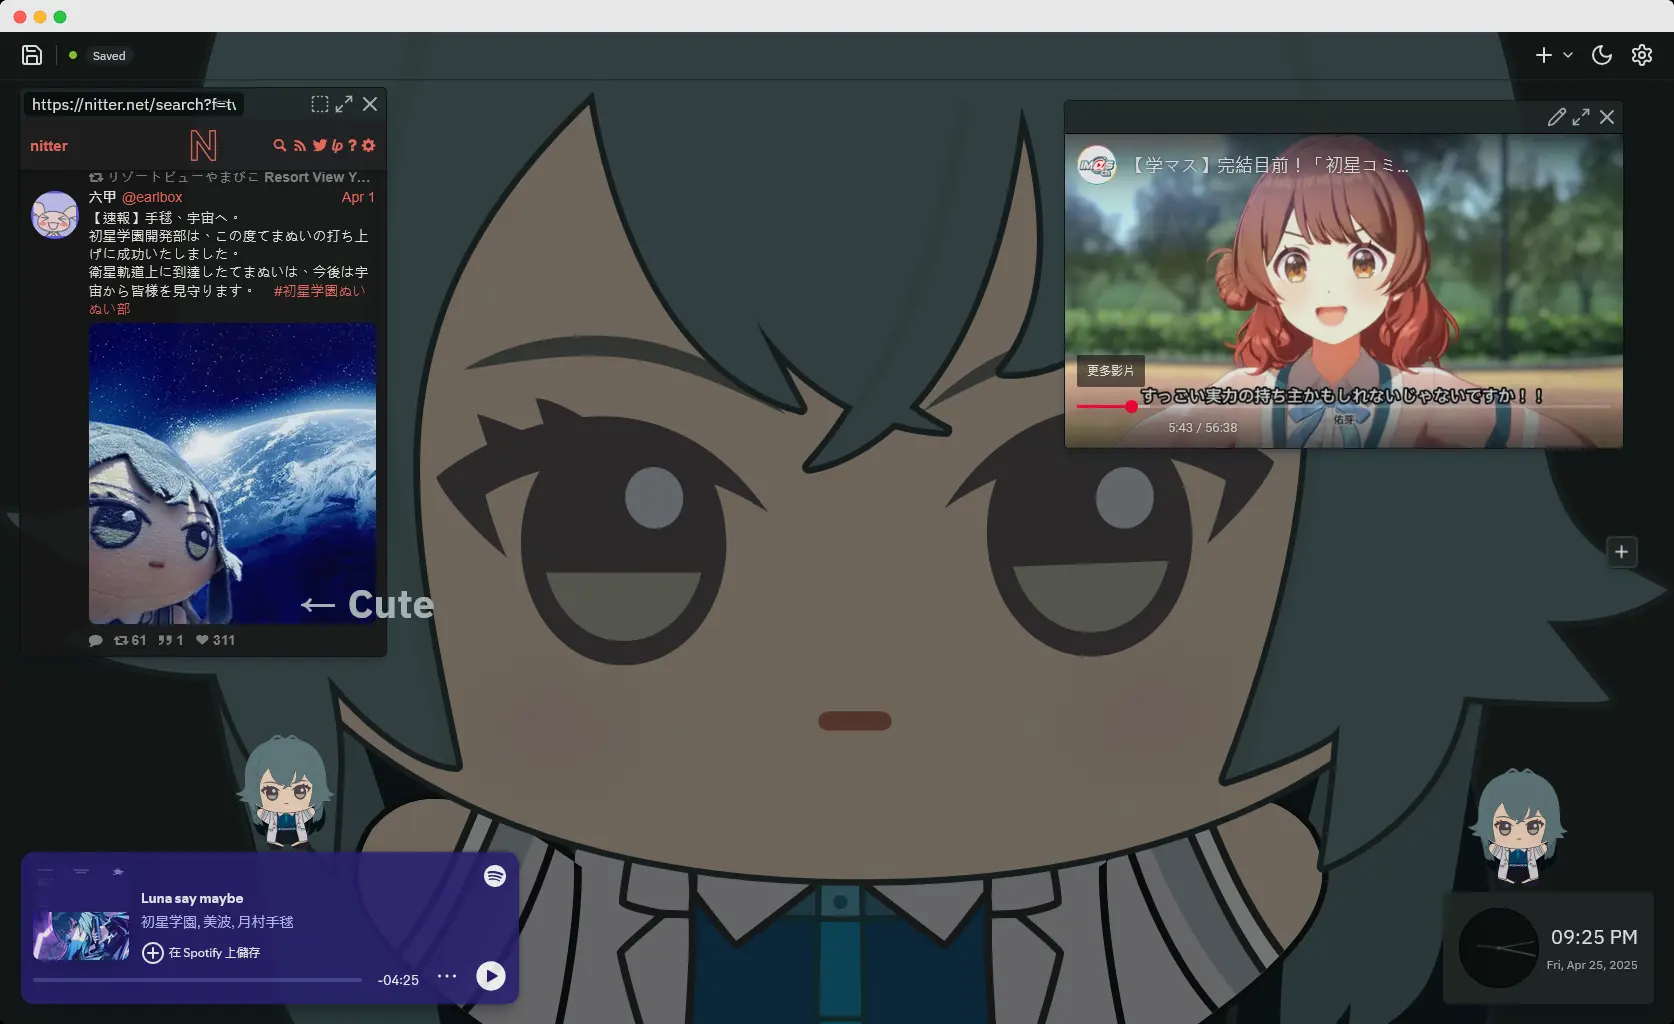 Saved
https://nitter.net/search?f=tv
nitter
N
リゾートビューやまびこ Resort View Y...
六甲 @earlbox
Apr 1
【速報】手毬、宇宙へ。
初星学園開発部は、この度てまぬいの打ち上
げに成功いたしました。
衛星軌道上に到達したてまぬいは、今後は宇
宙から皆様を見守ります。 #初星学園ぬい
ぬい部
61
1
311
← Cute
【学マス】完結目前！「初星コミ...
更多影片
すっごい実力の持ち主かもしれないじゃないですか！！
佑芽
5:43 / 56:38
Luna say maybe
初星学園, 美波, 月村手毬
在 Spotify 上儲存
-04:25
09:25 PM
Fri, Apr 25, 2025